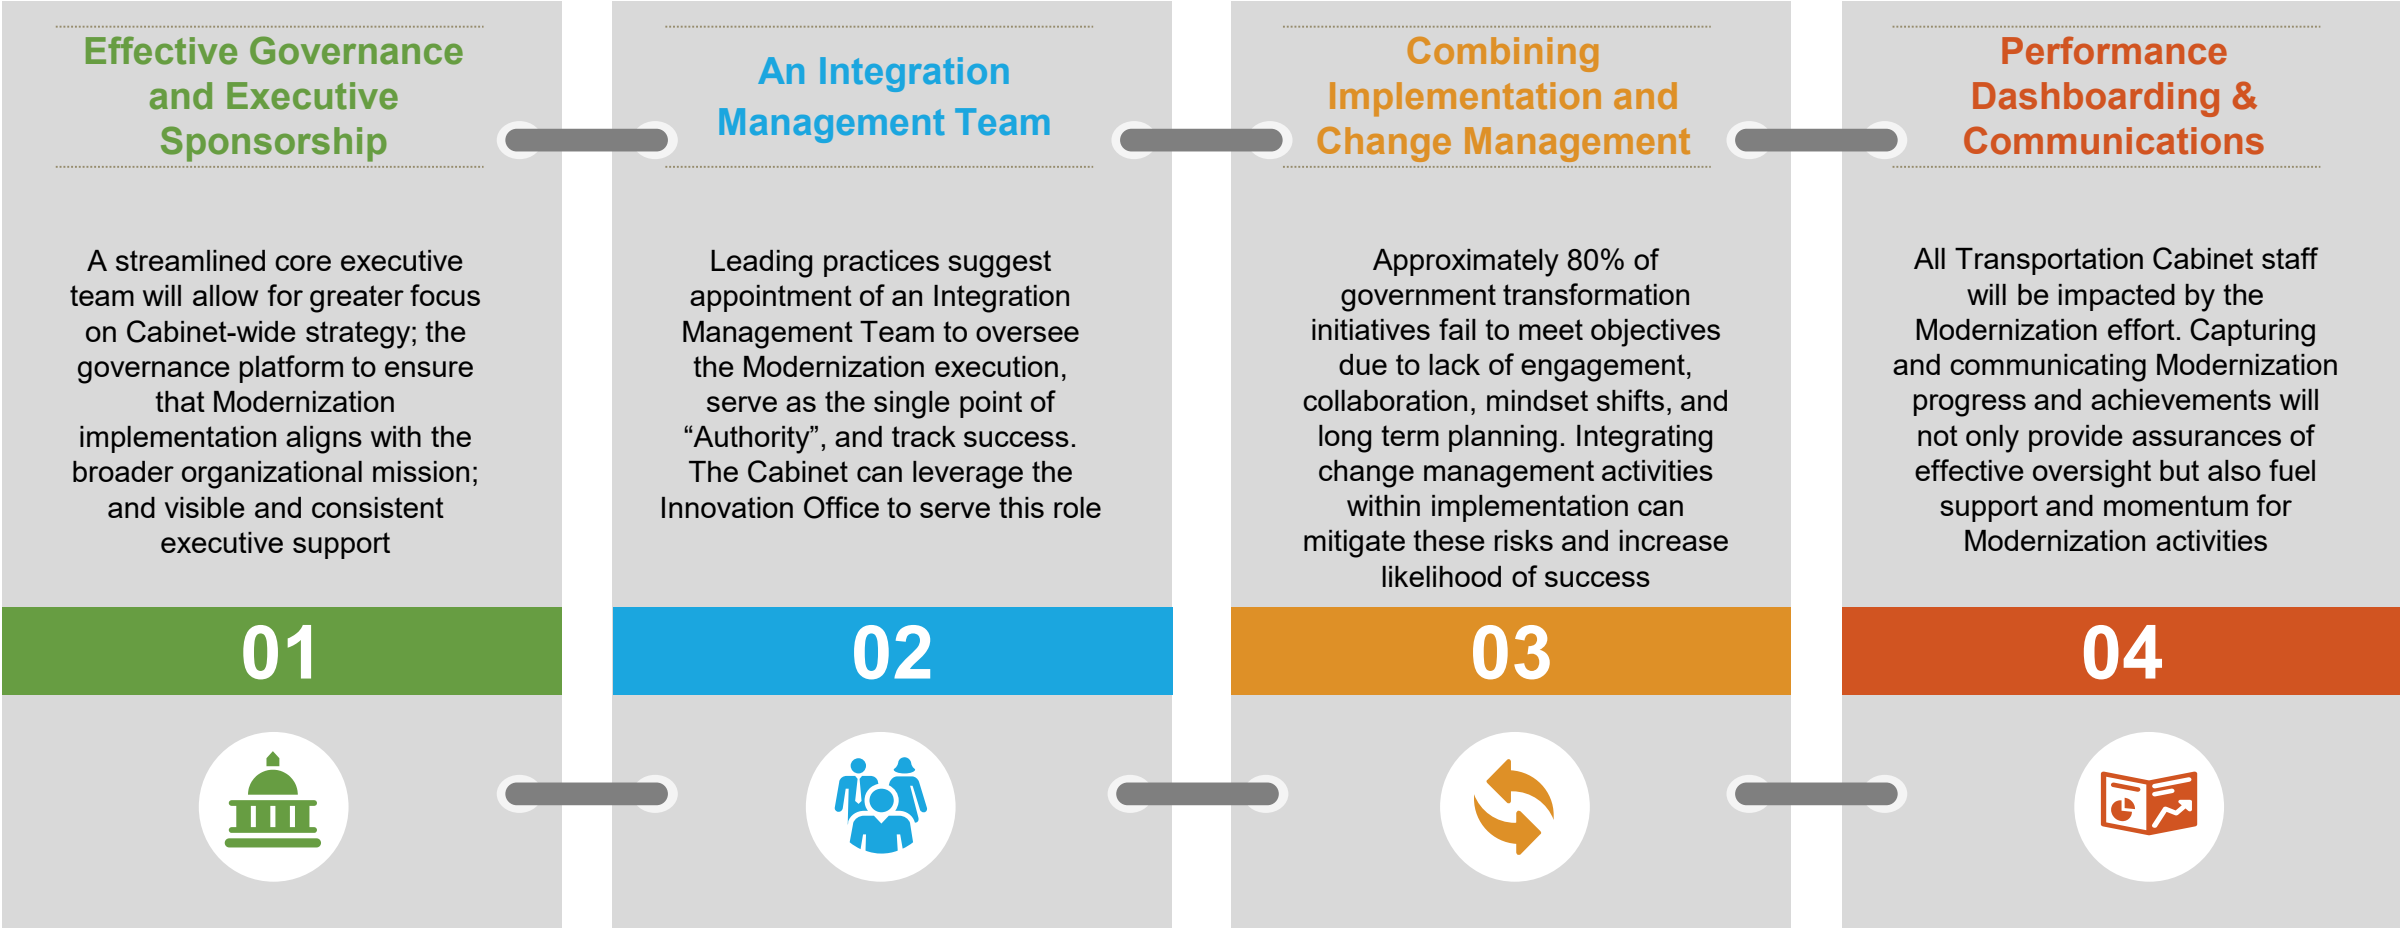 Effective Governance
and Executive
Sponsorship
A streamlined core executive
team will allow for greater focus
on Cabinet-wide strategy; the
governance platform to ensure
that Modernization
implementation aligns with the
broader organizational mission;
and visible and consistent
executive support
01
An Integration
Management Team
Leading practices suggest
appointment of an Integration
Management Team to oversee
the Modernization execution,
serve as the single point of
“Authority”, and track success.
The Cabinet can leverage the
Innovation Office to serve this role
02
Combining
Implementation and
Change Management
Approximately 80% of
government transformation
initiatives fail to meet objectives
due to lack of engagement,
collaboration, mindset shifts, and
long term planning. Integrating
change management activities
within implementation can
mitigate these risks and increase
likelihood of success
03
Performance
Dashboarding &
Communications
All Transportation Cabinet staff
will be impacted by the
Modernization effort. Capturing
and communicating Modernization
progress and achievements will
not only provide assurances of
effective oversight but also fuel
support and momentum for
Modernization activities
04